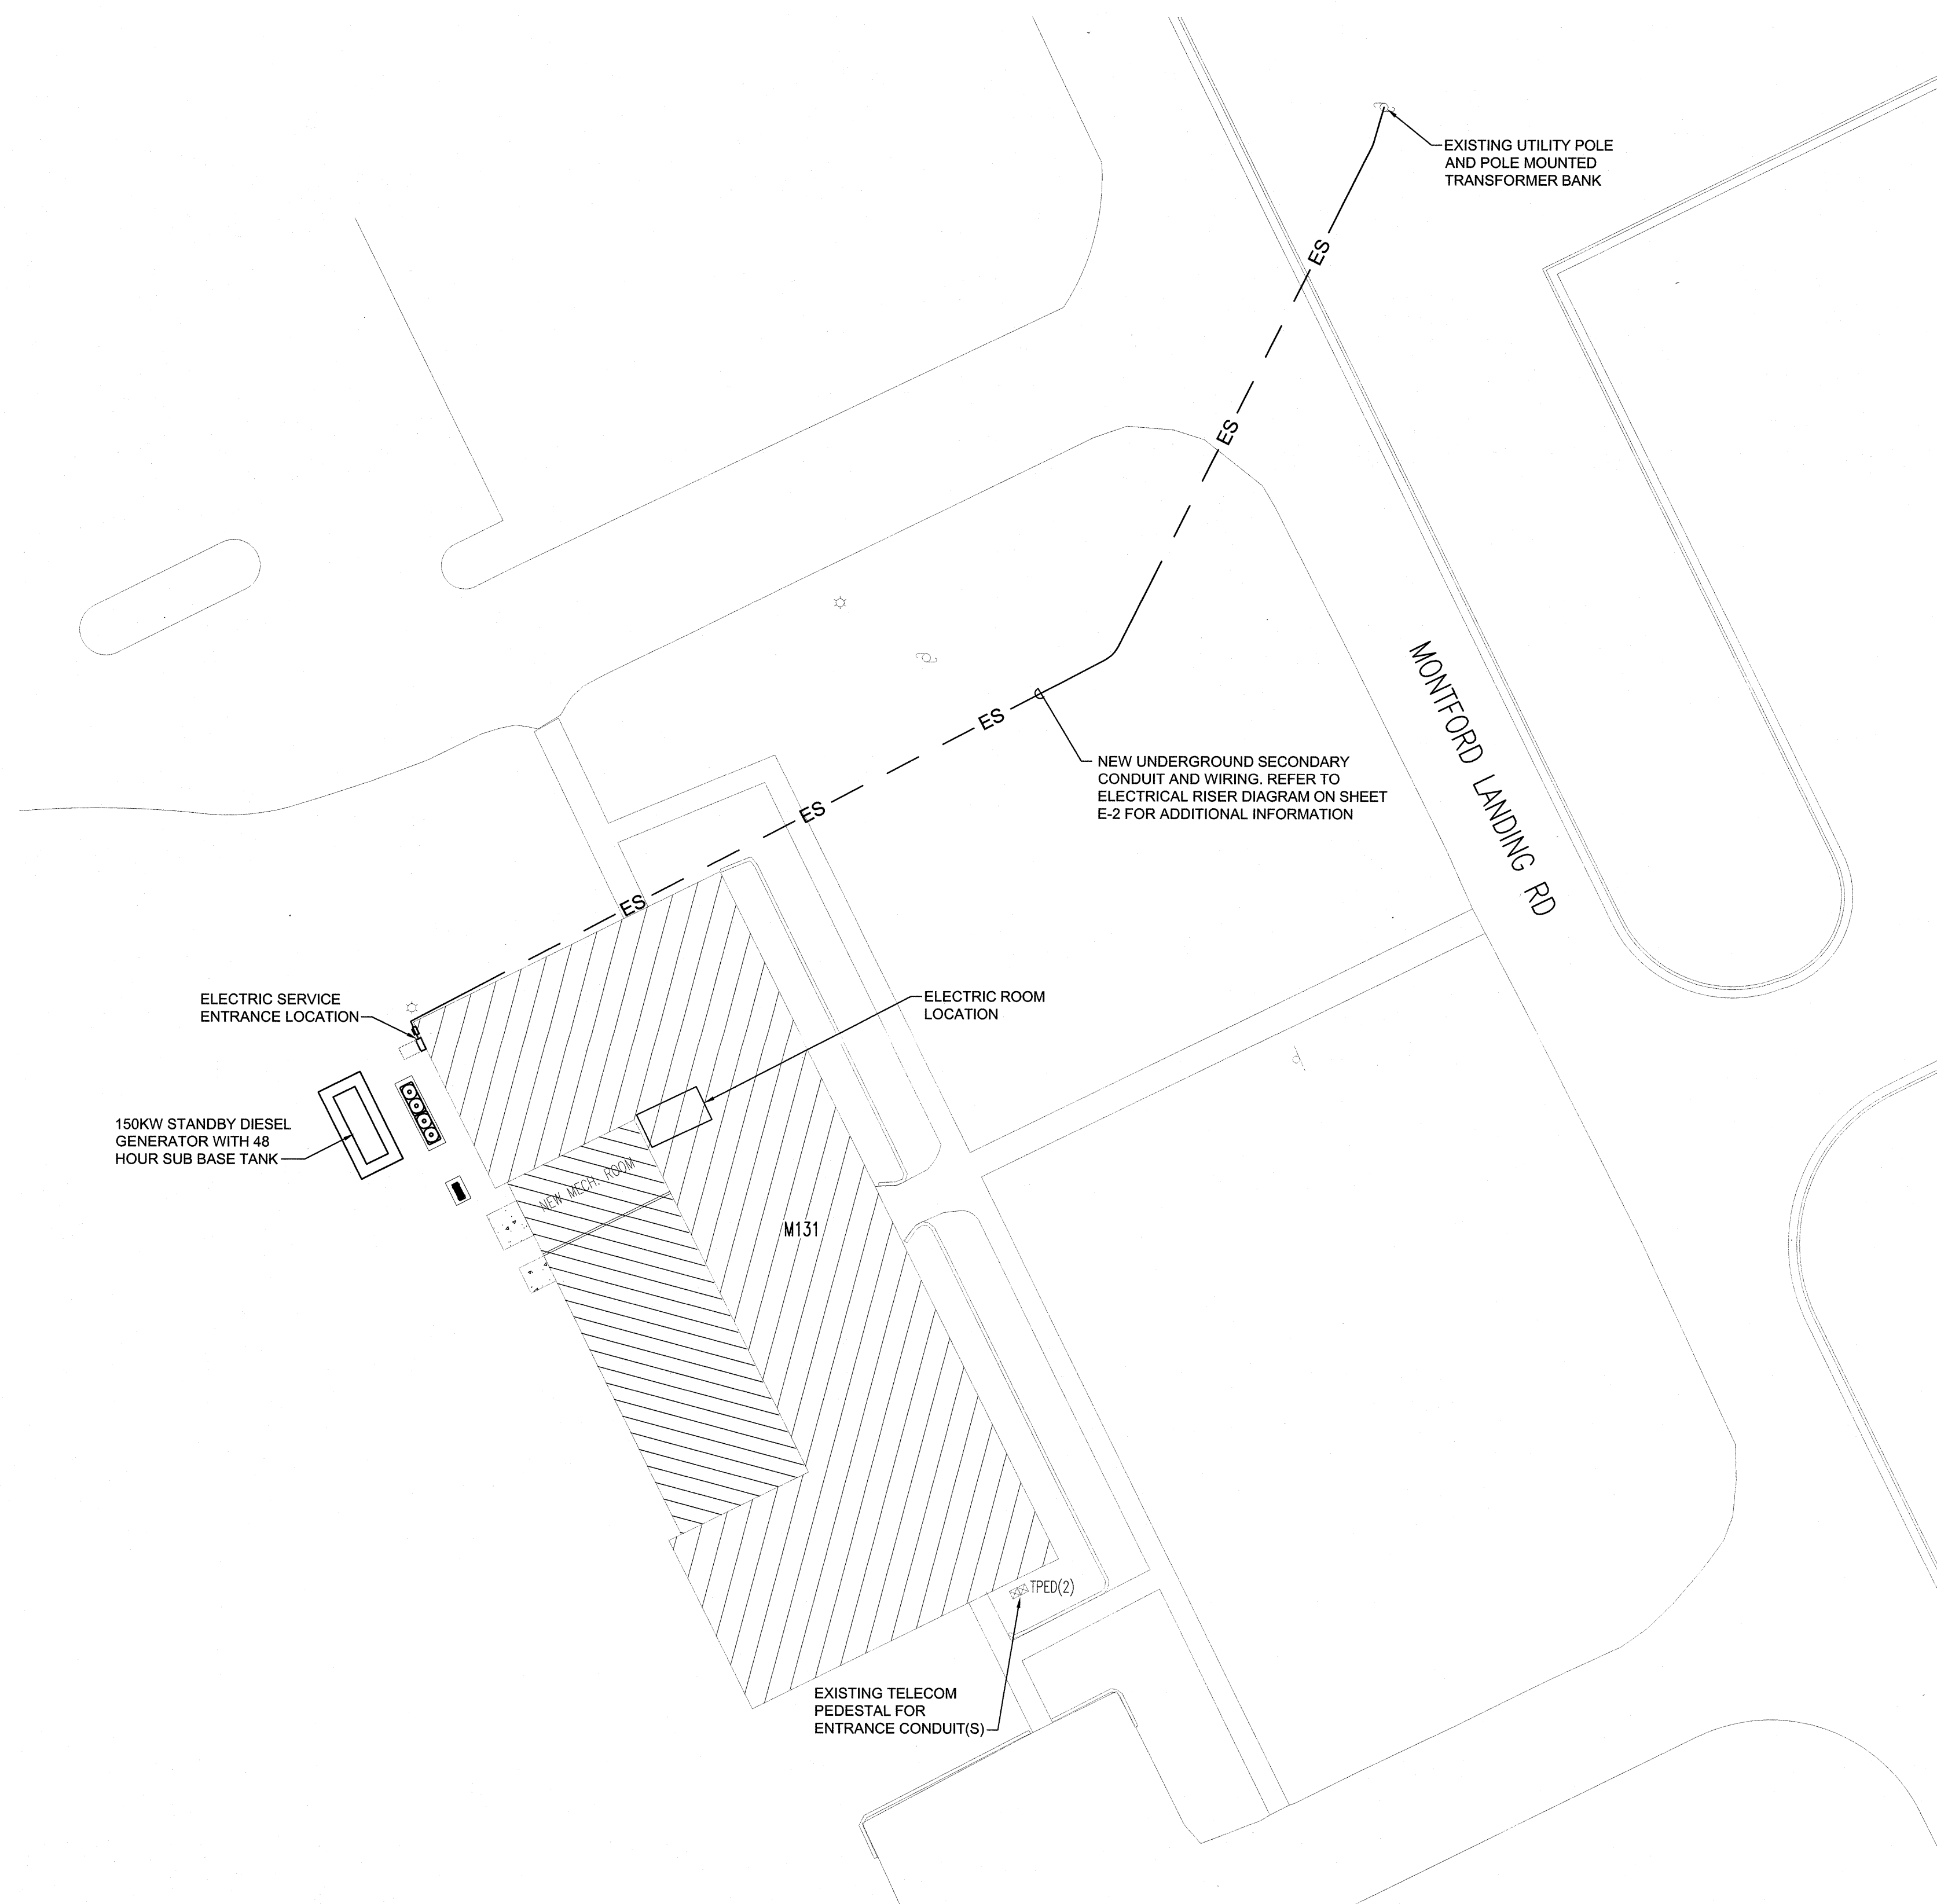 EXISTING UTILITY POLE
AND POLE MOUNTED
TRANSFORMER BANK
ES
ES
MONTFORD LANDING RD
ES
NEW UNDERGROUND SECONDARY
CONDUIT AND WIRING. REFER TO
ELECTRICAL RISER DIAGRAM ON SHEET
E-2 FOR ADDITIONAL INFORMATION
ES
ES
ELECTRIC SERVICE
ENTRANCE LOCATION
ELECTRIC ROOM
LOCATION
150KW STANDBY DIESEL
GENERATOR WITH 48
HOUR SUB BASE TANK
NEW MECH. ROOM
M131
TPED(2)
EXISTING TELECOM
PEDESTAL FOR
ENTRANCE CONDUIT(S)